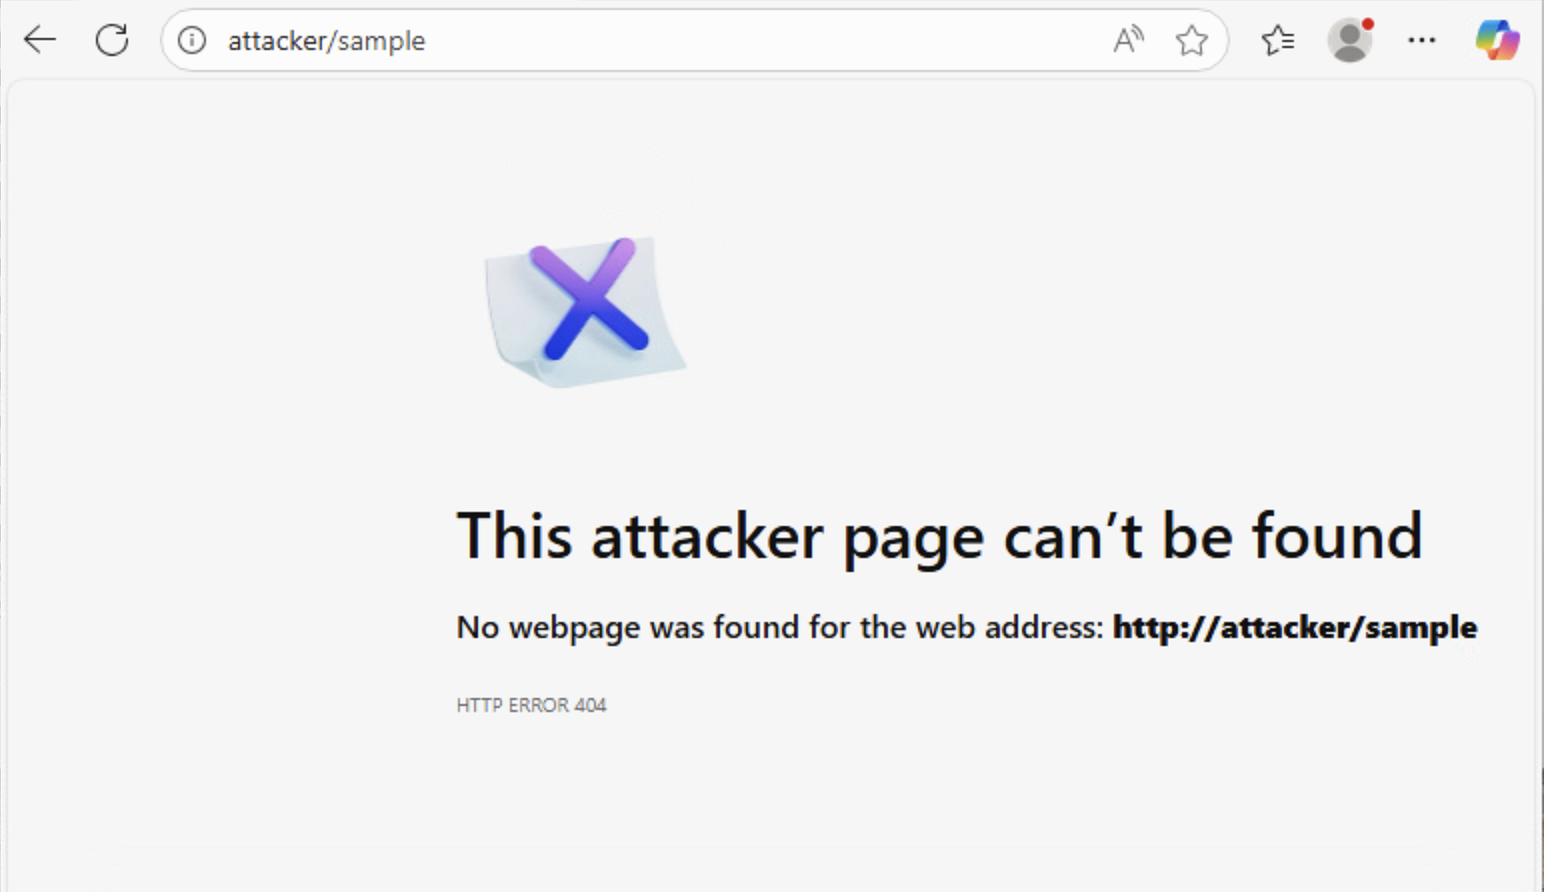 attacker/sample
This attacker page can’t be found
No webpage was found for the web address: http://attacker/sample
HTTP ERROR 404